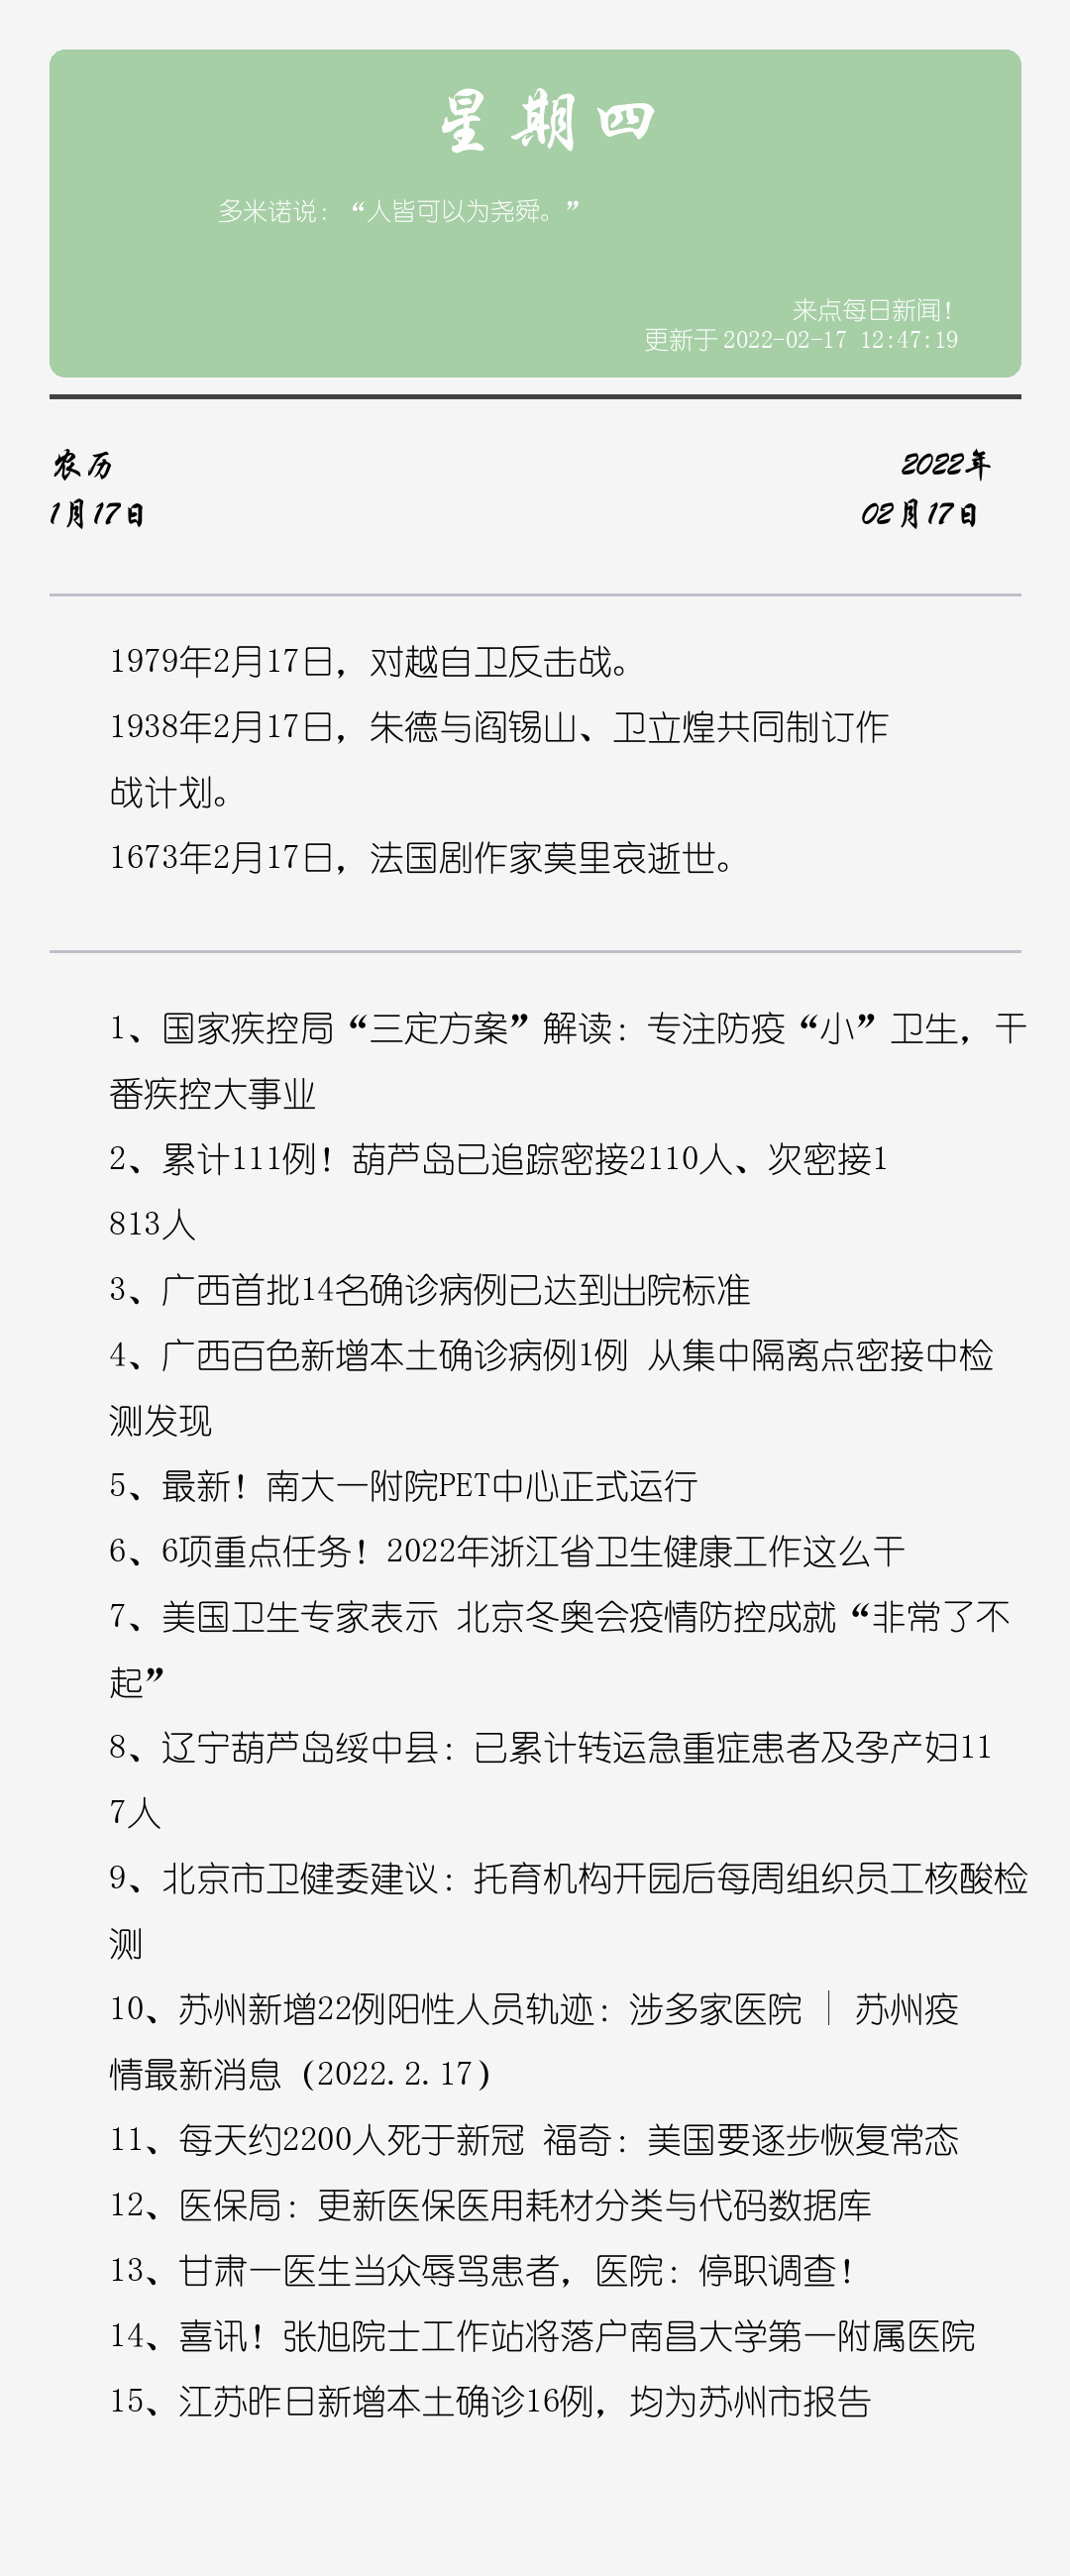 星期四
多米诺说：“人皆可以为尧舜。”
来点每日新闻！
更新于 2022-02-17 12:47:19
农历
2022年
1月17日
02月17日
1979年2月17日，对越自卫反击战。
1938年2月17日，朱德与阎锡山、卫立煌共同制订作
战计划。
1673年2月17日，法国剧作家莫里哀逝世。
1、国家疾控局“三定方案”解读：专注防疫“小”卫生，干
番疾控大事业
2、累计111例！葫芦岛已追踪密接2110人、次密接1
813人
3、广西首批14名确诊病例已达到出院标准
4、广西百色新增本土确诊病例1例 从集中隔离点密接中检
测发现
5、最新！南大一附院PET中心正式运行
6、6项重点任务！2022年浙江省卫生健康工作这么干
7、美国卫生专家表示 北京冬奥会疫情防控成就“非常了不
起”
8、辽宁葫芦岛绥中县：已累计转运急重症患者及孕产妇11
7人
9、北京市卫健委建议：托育机构开园后每周组织员工核酸检
测
10、苏州新增22例阳性人员轨迹：涉多家医院 | 苏州疫
情最新消息（2022.2.17）
11、每天约2200人死于新冠 福奇：美国要逐步恢复常态
12、医保局：更新医保医用耗材分类与代码数据库
13、甘肃一医生当众辱骂患者，医院：停职调查！
14、喜讯！张旭院士工作站将落户南昌大学第一附属医院
15、江苏昨日新增本土确诊16例，均为苏州市报告